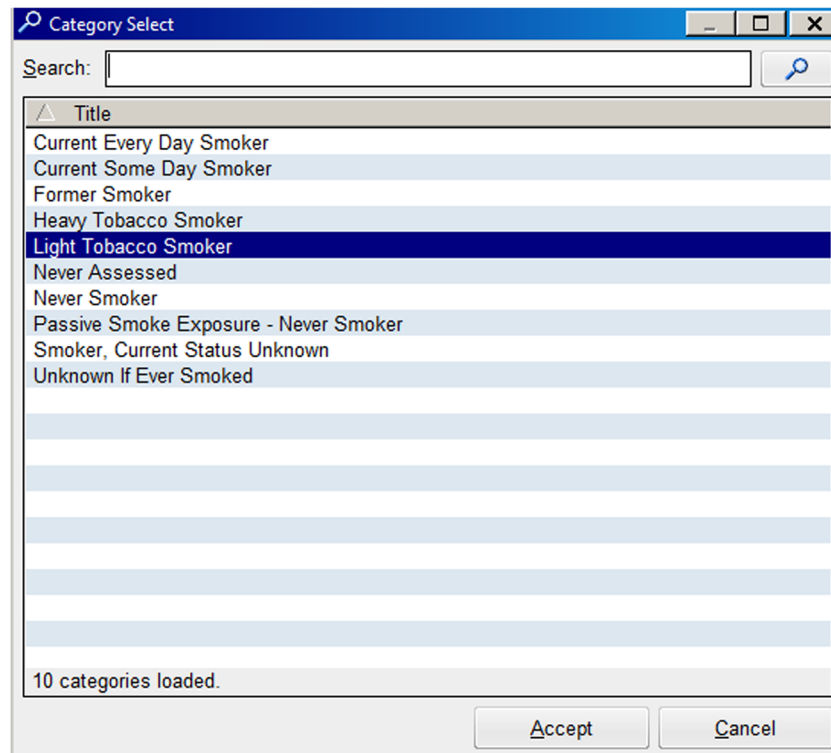 Category Select
Search:
Title
Current Every Day Smoker
Current Some Day Smoker
Former Smoker
Heavy Tobacco Smoker
Light Tobacco Smoker
Never Assessed
Never Smoker
Passive Smoke Exposure - Never Smoker
Smoker, Current Status Unknown
Unknown If Ever Smoked
10 categories loaded.
Accept Cancel